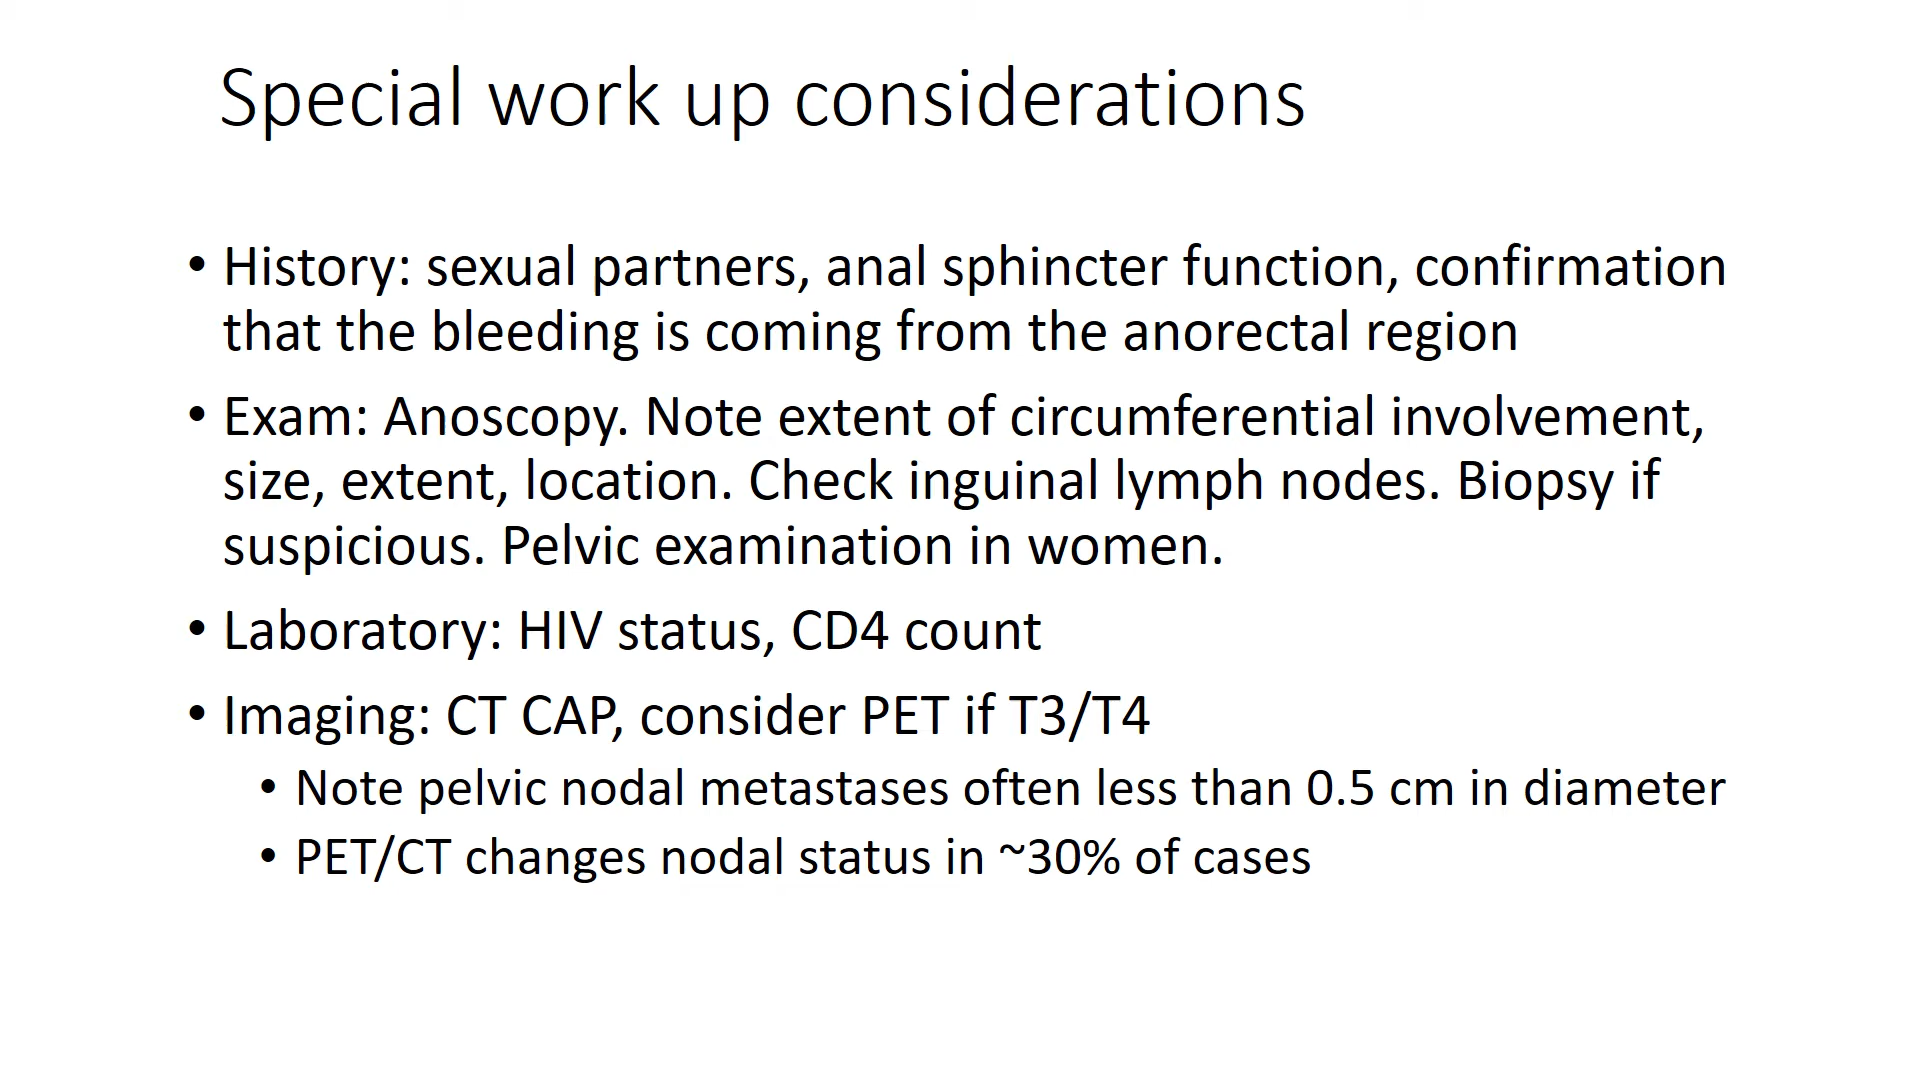 Special work up considerations
• History: sexual partners, anal sphincter function, confirmation
that the bleeding is coming from the anorectal region
• Exam: Anoscopy. Note extent of circumferential involvement,
size, extent, location. Check inguinal lymph nodes. Biopsy if
suspicious. Pelvic examination in women.
• Laboratory: HIV status, CD4 count
• Imaging: CT CAP, consider PET if T3/T4
• Note pelvic nodal metastases often less than 0.5 cm in diameter
• PET/CT changes nodal status in ~30% of cases